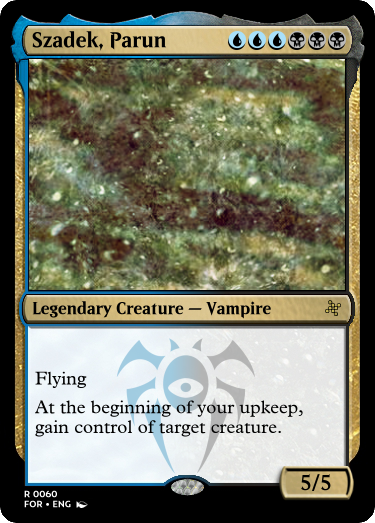 Szadek, Parun
Legendary Creature — Vampire
Flying
At the beginning of your upkeep,
gain control of target creature.
5/5
R 0060
FOR • ENG